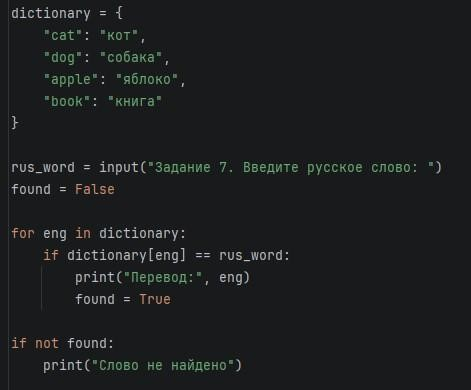 dictionary = {
    "cat": "кот",
    "dog": "собака",
    "apple": "яблоко",
    "book": "книга"
}

rus_word = input("Задание 7. Введите русское слово: ")
found = False

for eng in dictionary:
    if dictionary[eng] == rus_word:
        print("Перевод:", eng)
        found = True

if not found:
    print("Слово не найдено")